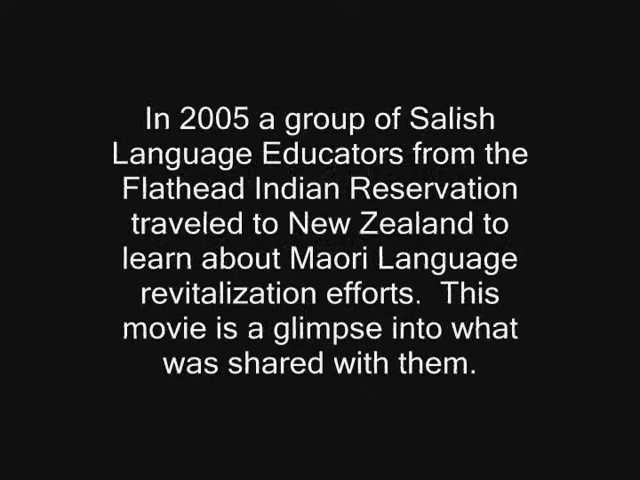 In 2005 a group of Salish
Language Educators from the
Flathead Indian Reservation
traveled to New Zealand to
learn about Maori Language
revitalization efforts.  This
movie is a glimpse into what
was shared with them.